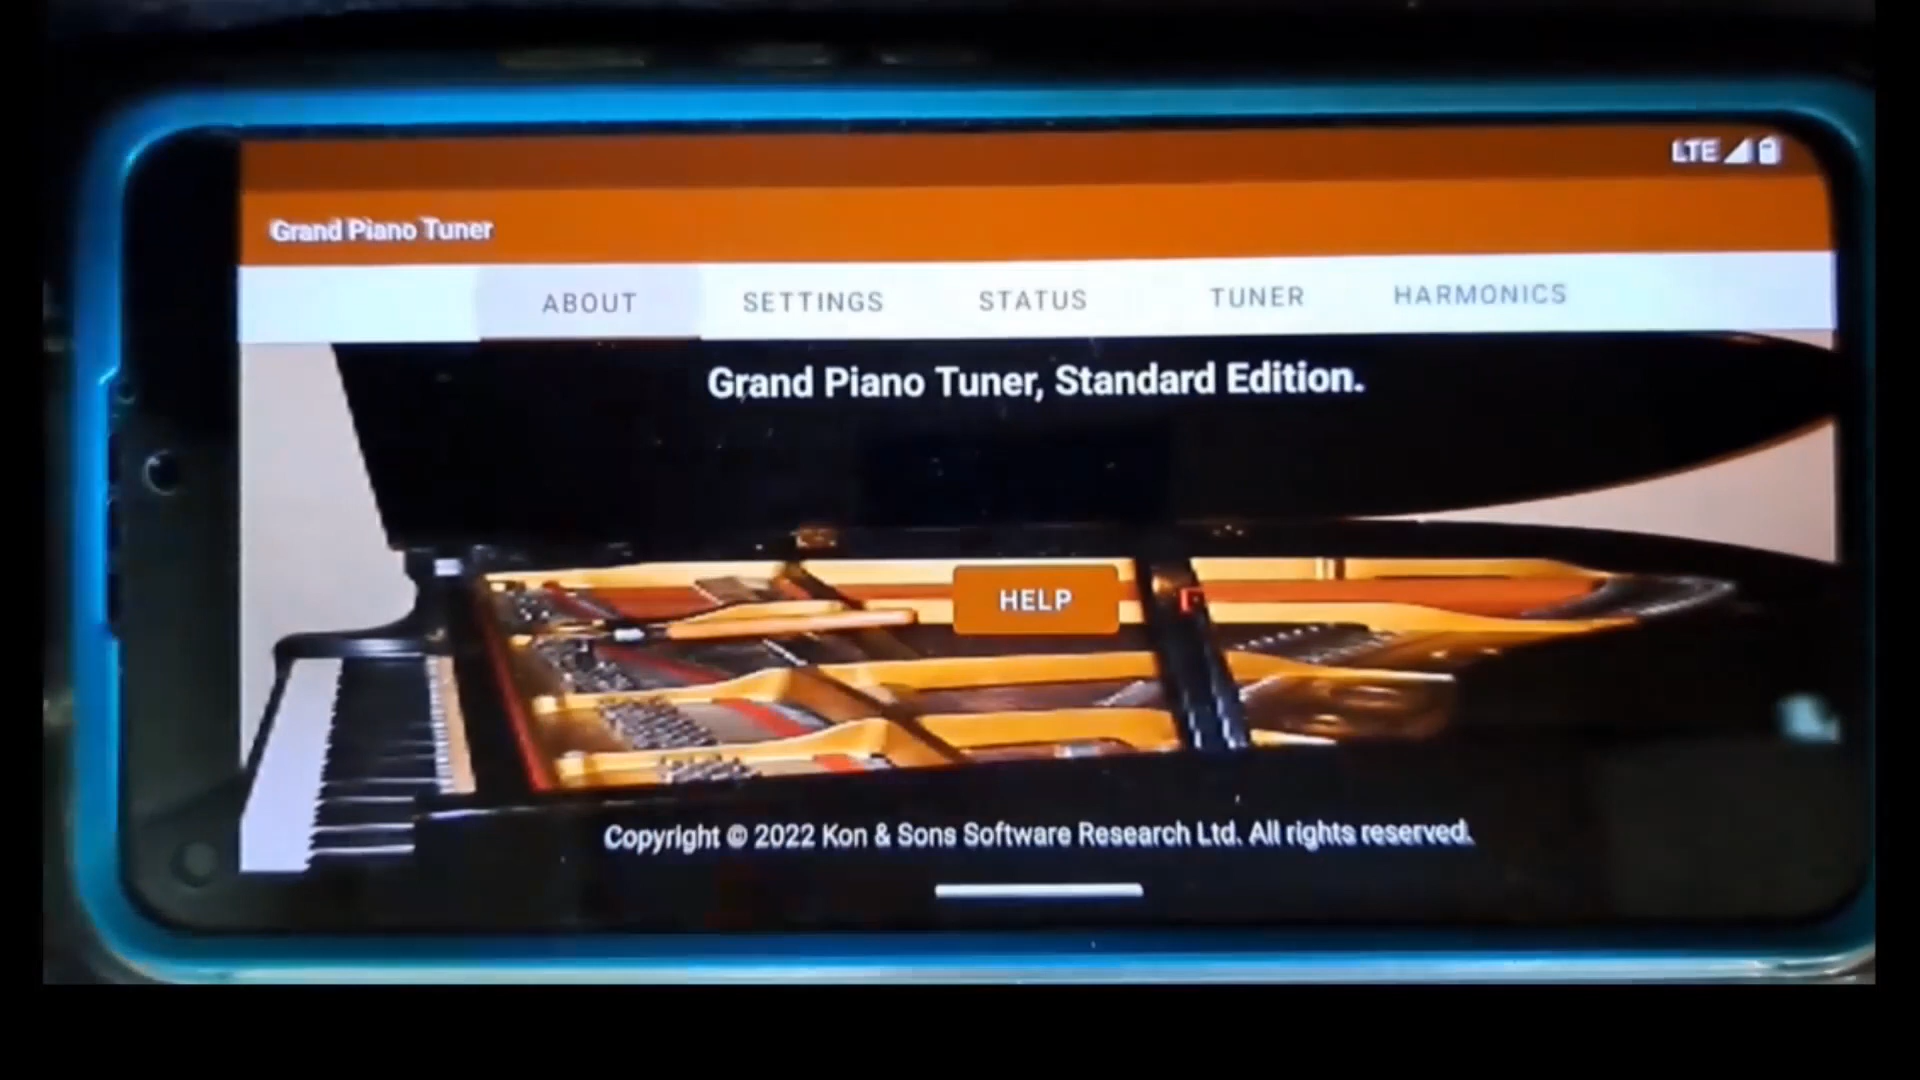 LTE
Grand Piano Tuner
ABOUT SETTINGS STATUS TUNER HARMONICS
Grand Piano Tuner, Standard Edition.
HELP
Copyright © 2022 Kon & Sons Software Research Ltd. All rights reserved.